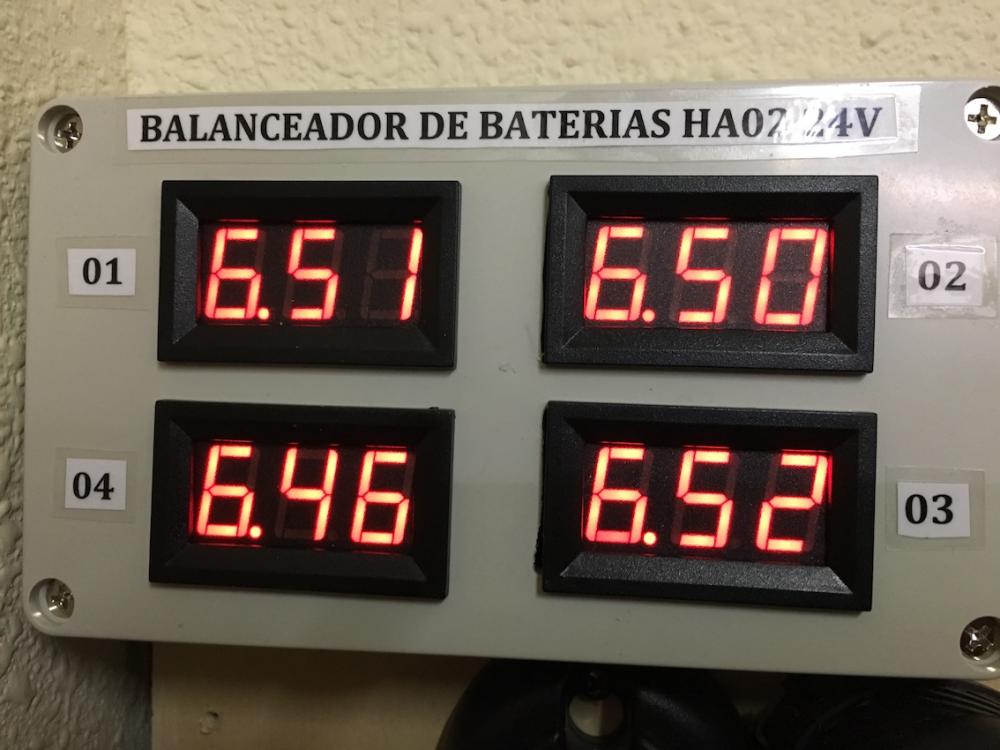 BALANCEADOR DE BATERIAS HA02 24V
01 6.51 6.50 02
04 6.46 6.52 03